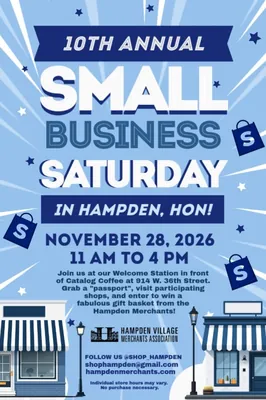 10TH ANNUAL
SMALL
BUSINESS
SATURDAY
IN HAMPDEN, HON!
NOVEMBER 28, 2026
11 AM TO 4 PM
Join us at our Welcome Station in front
of Catalog Coffee at 914 W. 36th Street.
Grab a "passport", visit participating
shops, and enter to win a
fabulous gift basket from the
Hampden Merchants!
HAMPDEN VILLAGE
MERCHANTS ASSOCIATION
FOLLOW US @SHOP_HAMPDEN
shophampden@gmail.com
hampdenmerchants.com
Individual store hours may vary.
No purchase necessary.
S
S
S